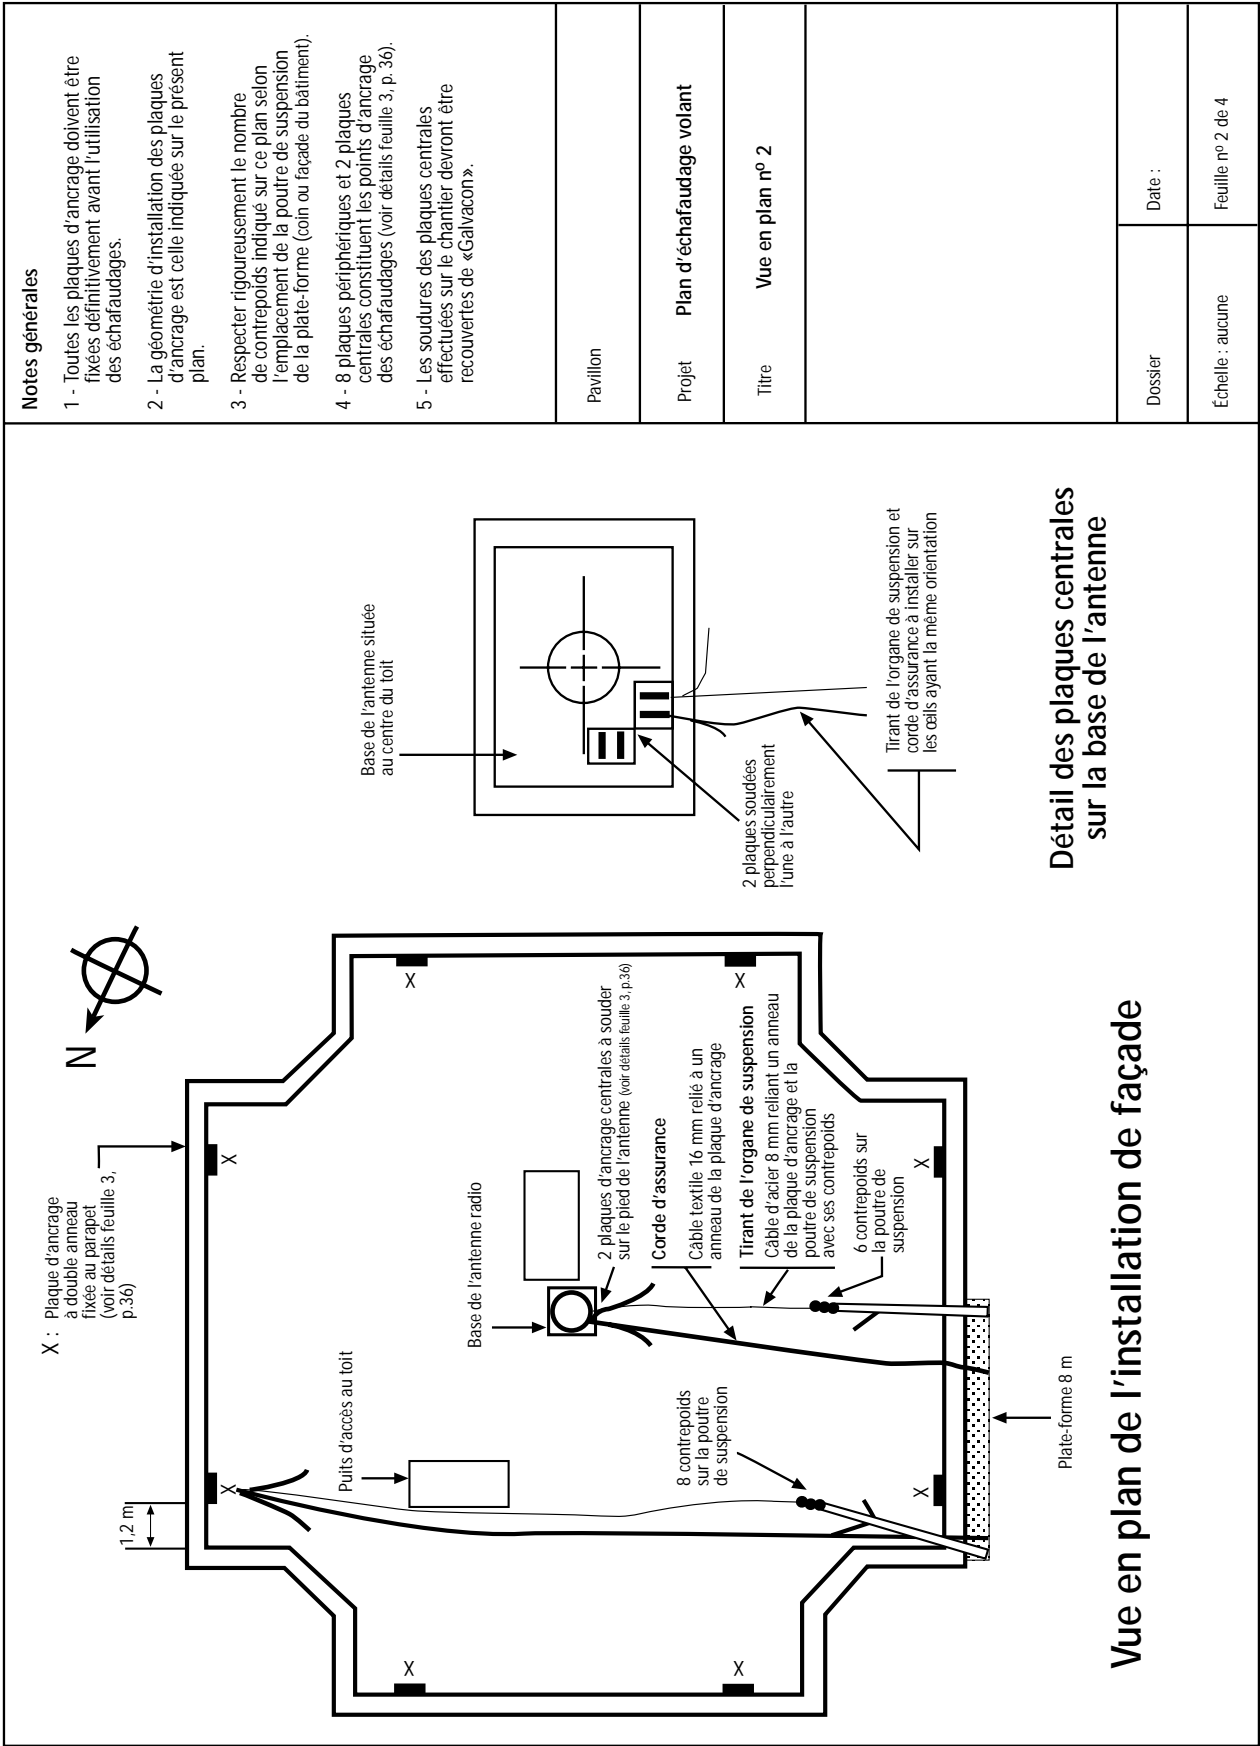 X : Plaque d'ancrage
à double anneau
fixée au parapet
(voir détails feuille 3,
p.36)
N
1,2 m
X
X
X
X
X
X
X
X
Puits d'accès au toit
Base de l'antenne radio
2 plaques d'ancrage centrales à souder
sur le pied de l'antenne (voir détails feuille 3, p.36)
Corde d'assurance
Câble textile 16 mm relié à un
anneau de la plaque d'ancrage
Tirant de l'organe de suspension
Câble d'acier 8 mm reliant un anneau
de la plaque d'ancrage et la
poutre de suspension
avec ses contrepoids
8 contrepoids
sur la poutre
de suspension
6 contrepoids sur
la poutre de
suspension
Plate-forme 8 m
Vue en plan de l'installation de façade
Base de l'antenne située
au centre du toit
2 plaques soudées
perpendiculairement
l'une à l'autre
Tirant de l'organe de suspension et
corde d'assurance à installer sur
les œils ayant la même orientation
Détail des plaques centrales
sur la base de l'antenne
Notes générales
1 - Toutes les plaques d'ancrage doivent être
fixées définitivement avant l'utilisation
des échafaudages.
2 - La géométrie d'installation des plaques
d'ancrage est celle indiquée sur le présent
plan.
3 - Respecter rigoureusement le nombre
de contrepoids indiqué sur ce plan selon
l'emplacement de la poutre de suspension
de la plate-forme (coin ou façade du bâtiment).
4 - 8 plaques périphériques et 2 plaques
centrales constituent les points d'ancrage
des échafaudages (voir détails feuille 3, p. 36).
5 - Les soudures des plaques centrales
effectuées sur le chantier devront être
recouvertes de «Galvacon».
Pavillon
Projet Plan d'échafaudage volant
Titre Vue en plan nº 2
Dossier Date :
Échelle : aucune Feuille nº 2 de 4